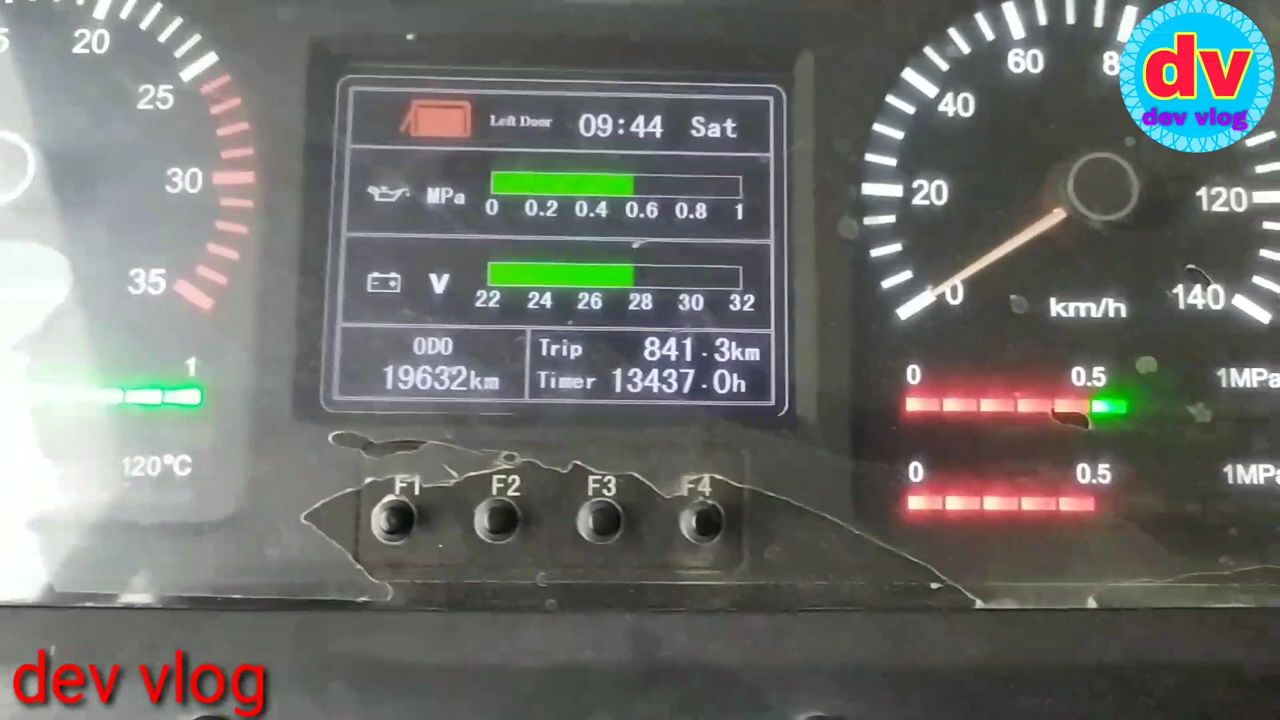 20
25
30
35
1
120°C
Left Door 09:44 Sat
MPa
0 0.2 0.4 0.6 0.8 1
V
22 24 26 28 30 32
ODO
19632km
Trip 841.3km
Timer 13437.0h
F1 F2 F3 F4
0 20 40 60 8 120 140
km/h
0 0.5 1MPa
0 0.5 1MPa
dv
dev vlog
dev vlog